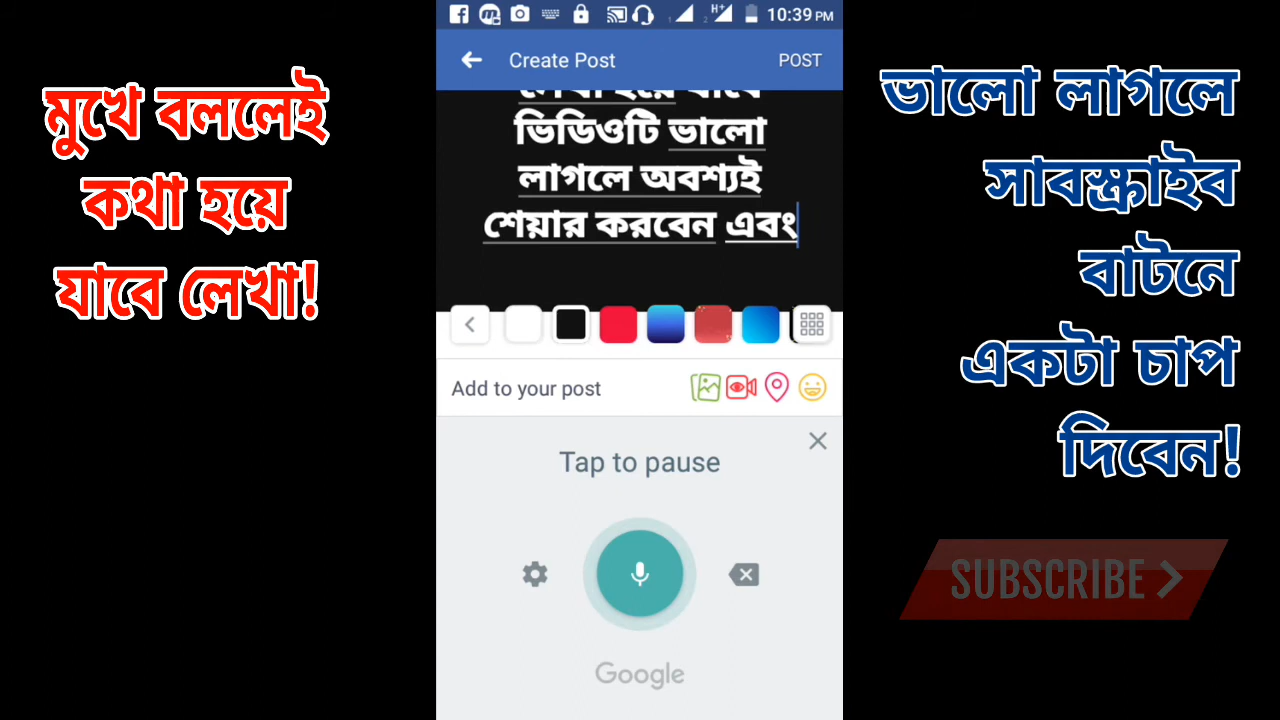 মুখে বললেই
কথা হয়ে
যাবে লেখা!
10:39 PM
Create Post
POST
লেখা হয়ে যাবে
ভিডিওটি ভালো
লাগলে অবশ্যই
শেয়ার করবেন এবং
Add to your post
Tap to pause
Google
ভালো লাগলে
সাবস্ক্রাইব
বাটনে
একটা চাপ
দিবেন!
SUBSCRIBE